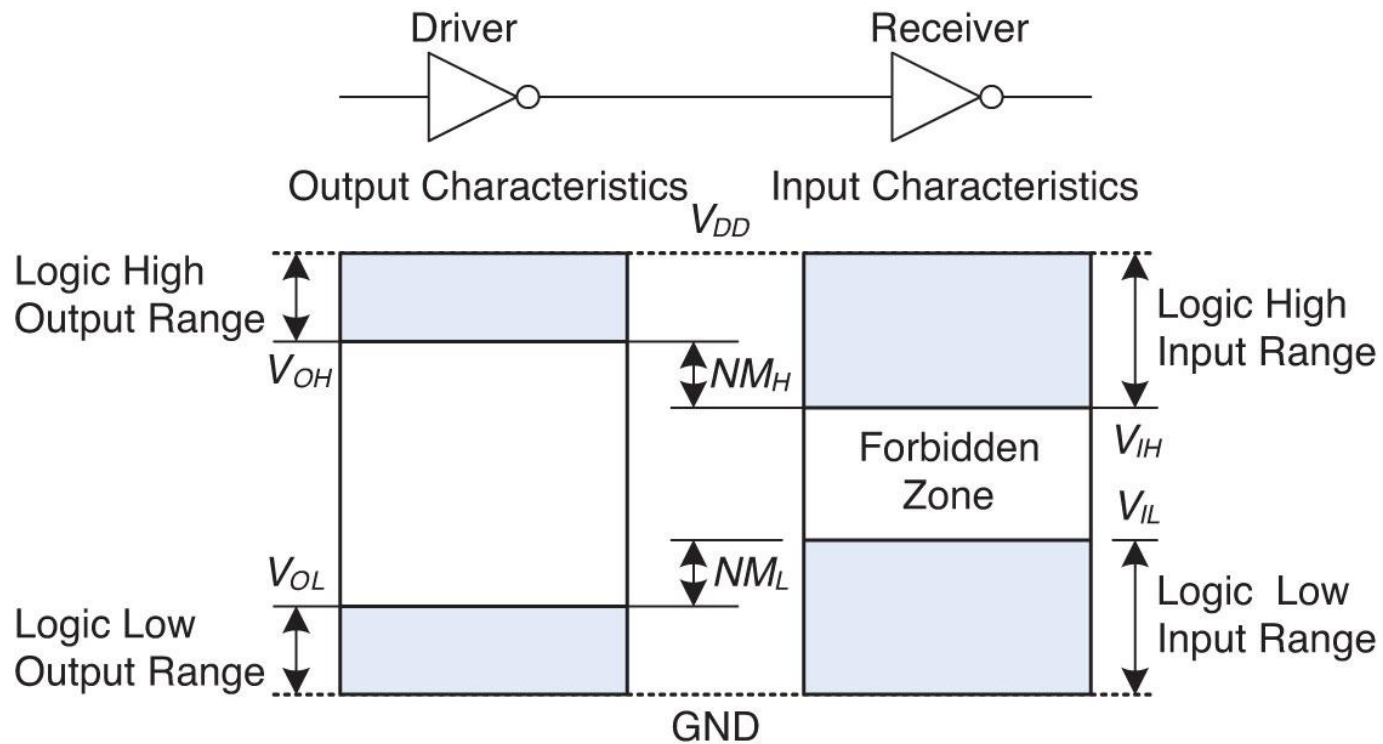 Driver
Receiver
Output Characteristics
Input Characteristics
VDD
Logic High
Output Range
Logic High
Input Range
VOH
NMH
VIH
Forbidden
Zone
VIL
VOL
NML
Logic Low
Output Range
Logic Low
Input Range
GND